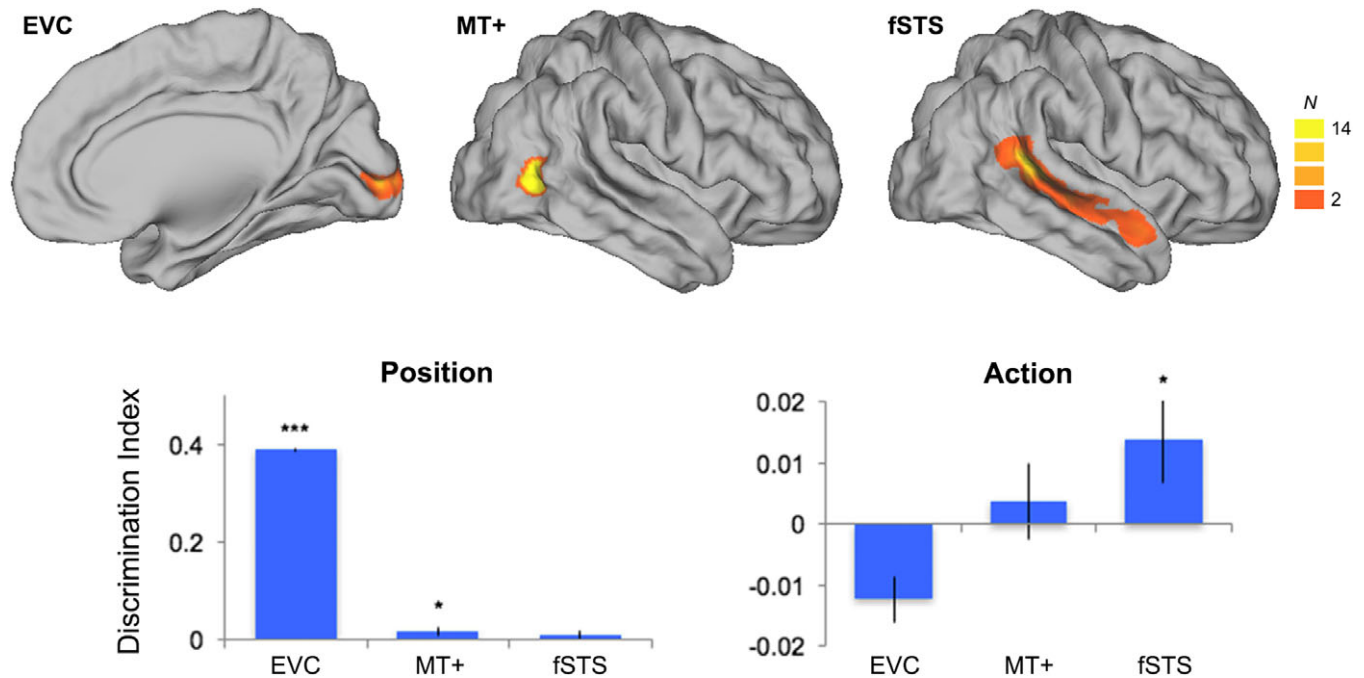 EVC
MT+
fSTS
N
14
2
Position
Discrimination Index
0.4
0.2
0
***
*
EVC
MT+
fSTS
Action
0.02
0.01
0
-0.01
-0.02
*
EVC
MT+
fSTS